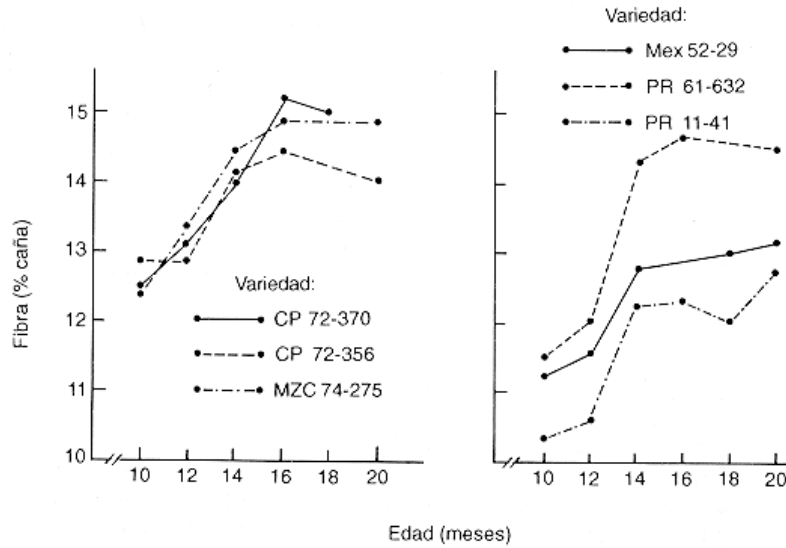 Variedad:
Mex 52-29
PR 61-632
PR 11-41
Fibra (% caña)
15
14
13
12
11
10
Variedad:
CP 72-370
CP 72-356
MZC 74-275
10 12 14 16 18 20
10 12 14 16 18 20
Edad (meses)